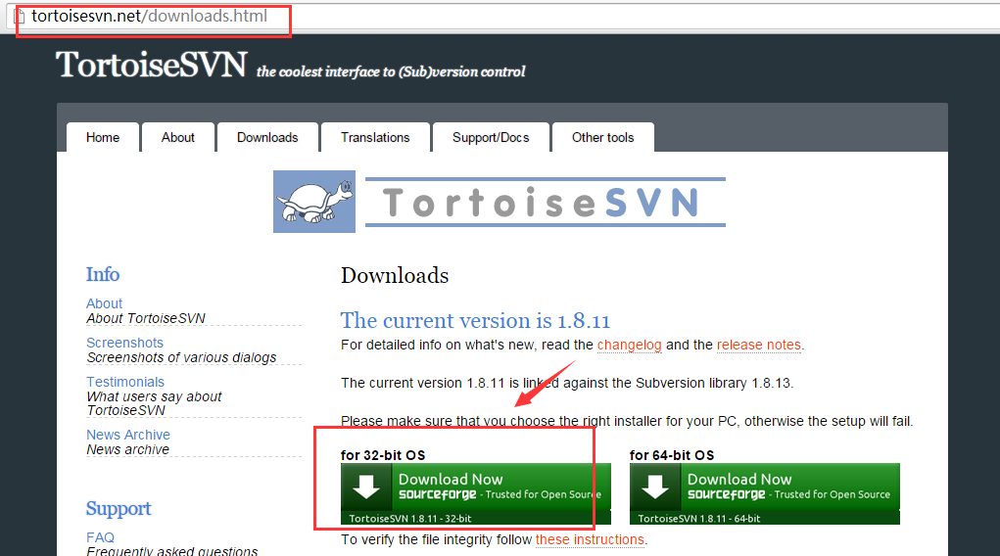 tortoisesvn.net/downloads.html
TortoiseSVN the coolest interface to (Sub)version control
Home About Downloads Translations Support/Docs Other tools
TortoiseSVN
Info
About
About TortoiseSVN
Screenshots
Screenshots of various dialogs
Testimonials
What users say about
TortoiseSVN
News Archive
News archive
Support
FAQ
Frequently asked questions
Downloads
The current version is 1.8.11
For detailed info on what's new, read the changelog and the release notes.
The current version 1.8.11 is linked against the Subversion library 1.8.13.
Please make sure that you choose the right installer for your PC, otherwise the setup will fail.
for 32-bit OS
Download Now
sourceforge - Trusted for Open Source
TortoiseSVN 1.8.11 - 32-bit
for 64-bit OS
Download Now
sourceforge - Trusted for Open Source
TortoiseSVN 1.8.11 - 64-bit
To verify the file integrity follow these instructions.